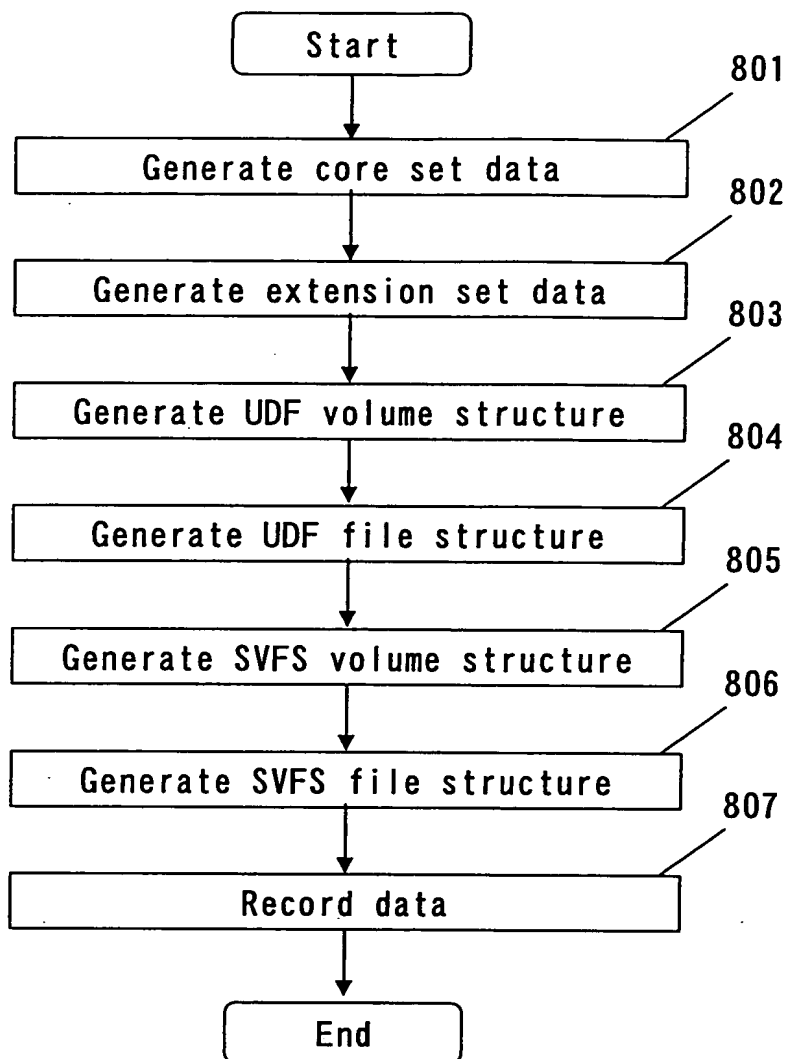 Start
801
Generate core set data
802
Generate extension set data
803
Generate UDF volume structure
804
Generate UDF file structure
805
Generate SVFS volume structure
806
Generate SVFS file structure
807
Record data
End